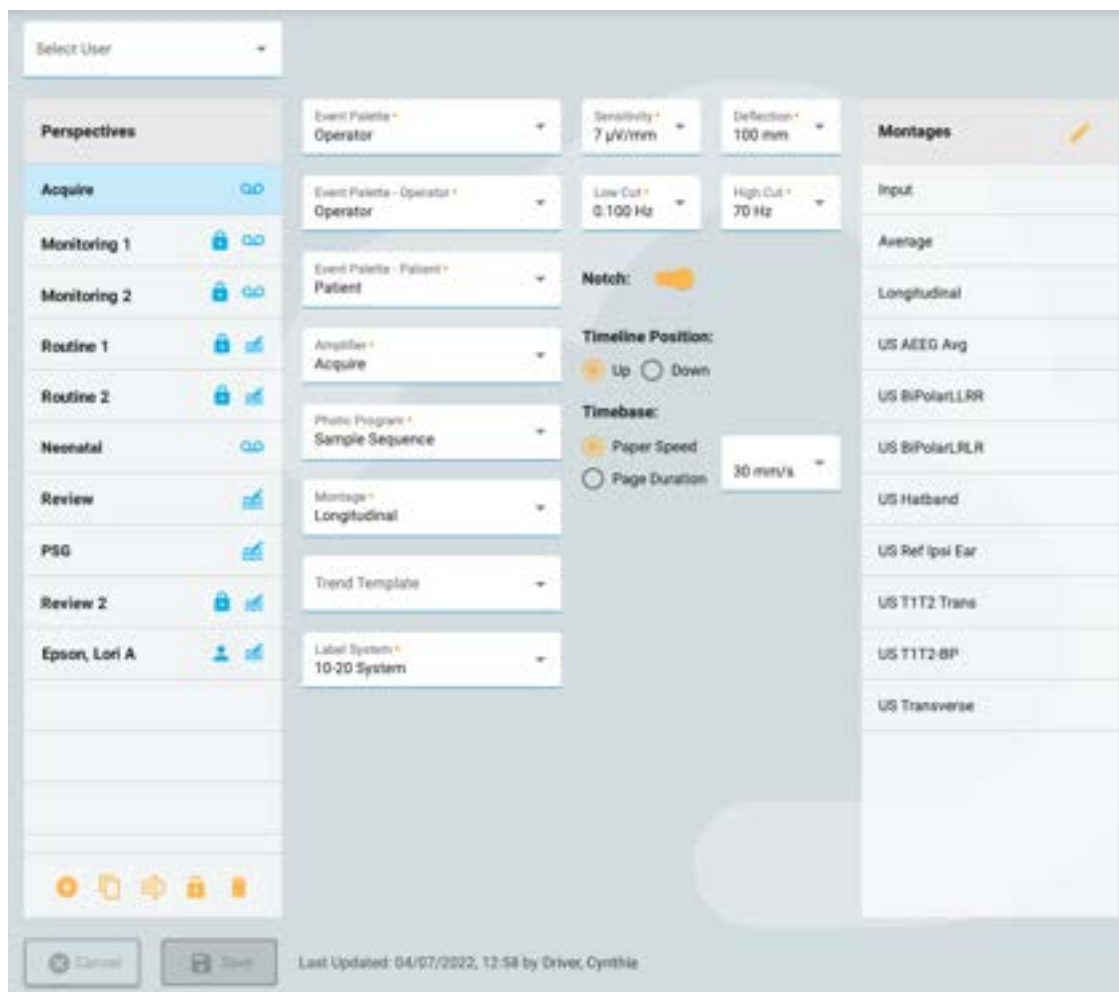 Select User
Perspectives
Acquire
Monitoring 1
Monitoring 2
Routine 1
Routine 2
Neonatal
Review
PSG
Review 2
Epson, Lori A
Event Palette *
Operator
Event Palette - Operator *
Operator
Event Palette - Patient *
Patient
Amplifier *
Acquire
Photic Program *
Sample Sequence
Montage *
Longitudinal
Trend Template
Label System *
10-20 System
Sensitivity *
7 µV/mm
Deflection *
100 mm
Low Cut *
0.100 Hz
High Cut *
70 Hz
Notch:
Timeline Position:
Up Down
Timebase:
Paper Speed
Page Duration
30 mm/s
Montages
Input
Average
Longitudinal
US AEEG Avg
US BiPolarLLRR
US BiPolarLRLR
US Hatband
US Ref Ipsi Ear
US T1T2 Trans
US T1T2-BP
US Transverse
Cancel
Save
Last Updated: 04/07/2022, 12:58 by Driver, Cynthie